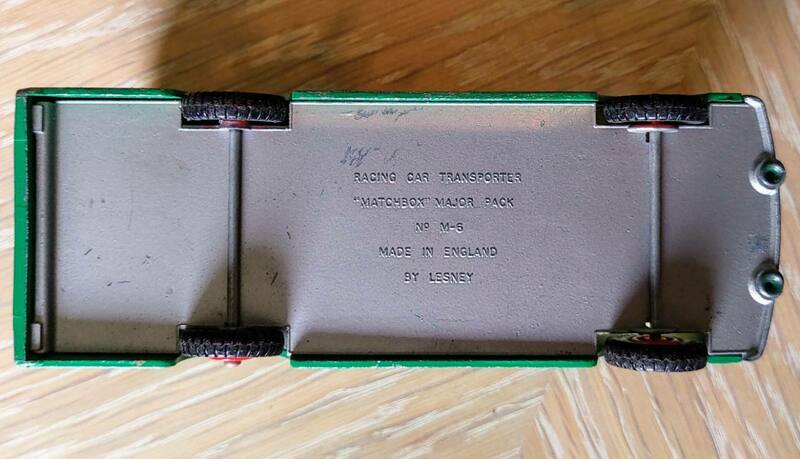 RACING CAR TRANSPORTER
"MATCHBOX" MAJOR PACK
Nº M-6
MADE IN ENGLAND
BY LESNEY